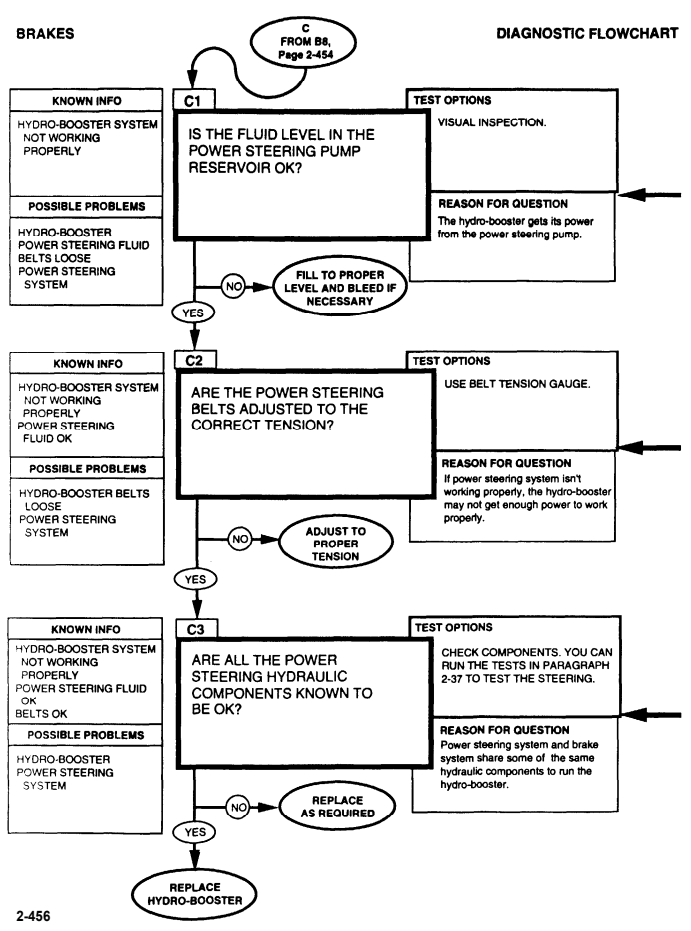 BRAKES
DIAGNOSTIC FLOWCHART
C
FROM B8,
Page 2-454
KNOWN INFO
HYDRO-BOOSTER SYSTEM
NOT WORKING
PROPERLY
POSSIBLE PROBLEMS
HYDRO-BOOSTER
POWER STEERING FLUID
BELTS LOOSE
POWER STEERING
SYSTEM
C1
IS THE FLUID LEVEL IN THE
POWER STEERING PUMP
RESERVOIR OK?
TEST OPTIONS
VISUAL INSPECTION.
REASON FOR QUESTION
The hydro-booster gets its power
from the power steering pump.
NO
FILL TO PROPER
LEVEL AND BLEED IF
NECESSARY
YES
KNOWN INFO
HYDRO-BOOSTER SYSTEM
NOT WORKING
PROPERLY
POWER STEERING
FLUID OK
POSSIBLE PROBLEMS
HYDRO-BOOSTER BELTS
LOOSE
POWER STEERING
SYSTEM
C2
ARE THE POWER STEERING
BELTS ADJUSTED TO THE
CORRECT TENSION?
TEST OPTIONS
USE BELT TENSION GAUGE.
REASON FOR QUESTION
If power steering system isn't
working properly, the hydro-booster
may not get enough power to work
properly.
NO
ADJUST TO
PROPER
TENSION
YES
KNOWN INFO
HYDRO-BOOSTER SYSTEM
NOT WORKING
PROPERLY
POWER STEERING FLUID
OK
BELTS OK
POSSIBLE PROBLEMS
HYDRO-BOOSTER
POWER STEERING
SYSTEM
C3
ARE ALL THE POWER
STEERING HYDRAULIC
COMPONENTS KNOWN TO
BE OK?
TEST OPTIONS
CHECK COMPONENTS. YOU CAN
RUN THE TESTS IN PARAGRAPH
2-37 TO TEST THE STEERING.
REASON FOR QUESTION
Power steering system and brake
system share some of the same
hydraulic components to run the
hydro-booster.
NO
REPLACE
AS REQUIRED
YES
REPLACE
HYDRO-BOOSTER
2-456